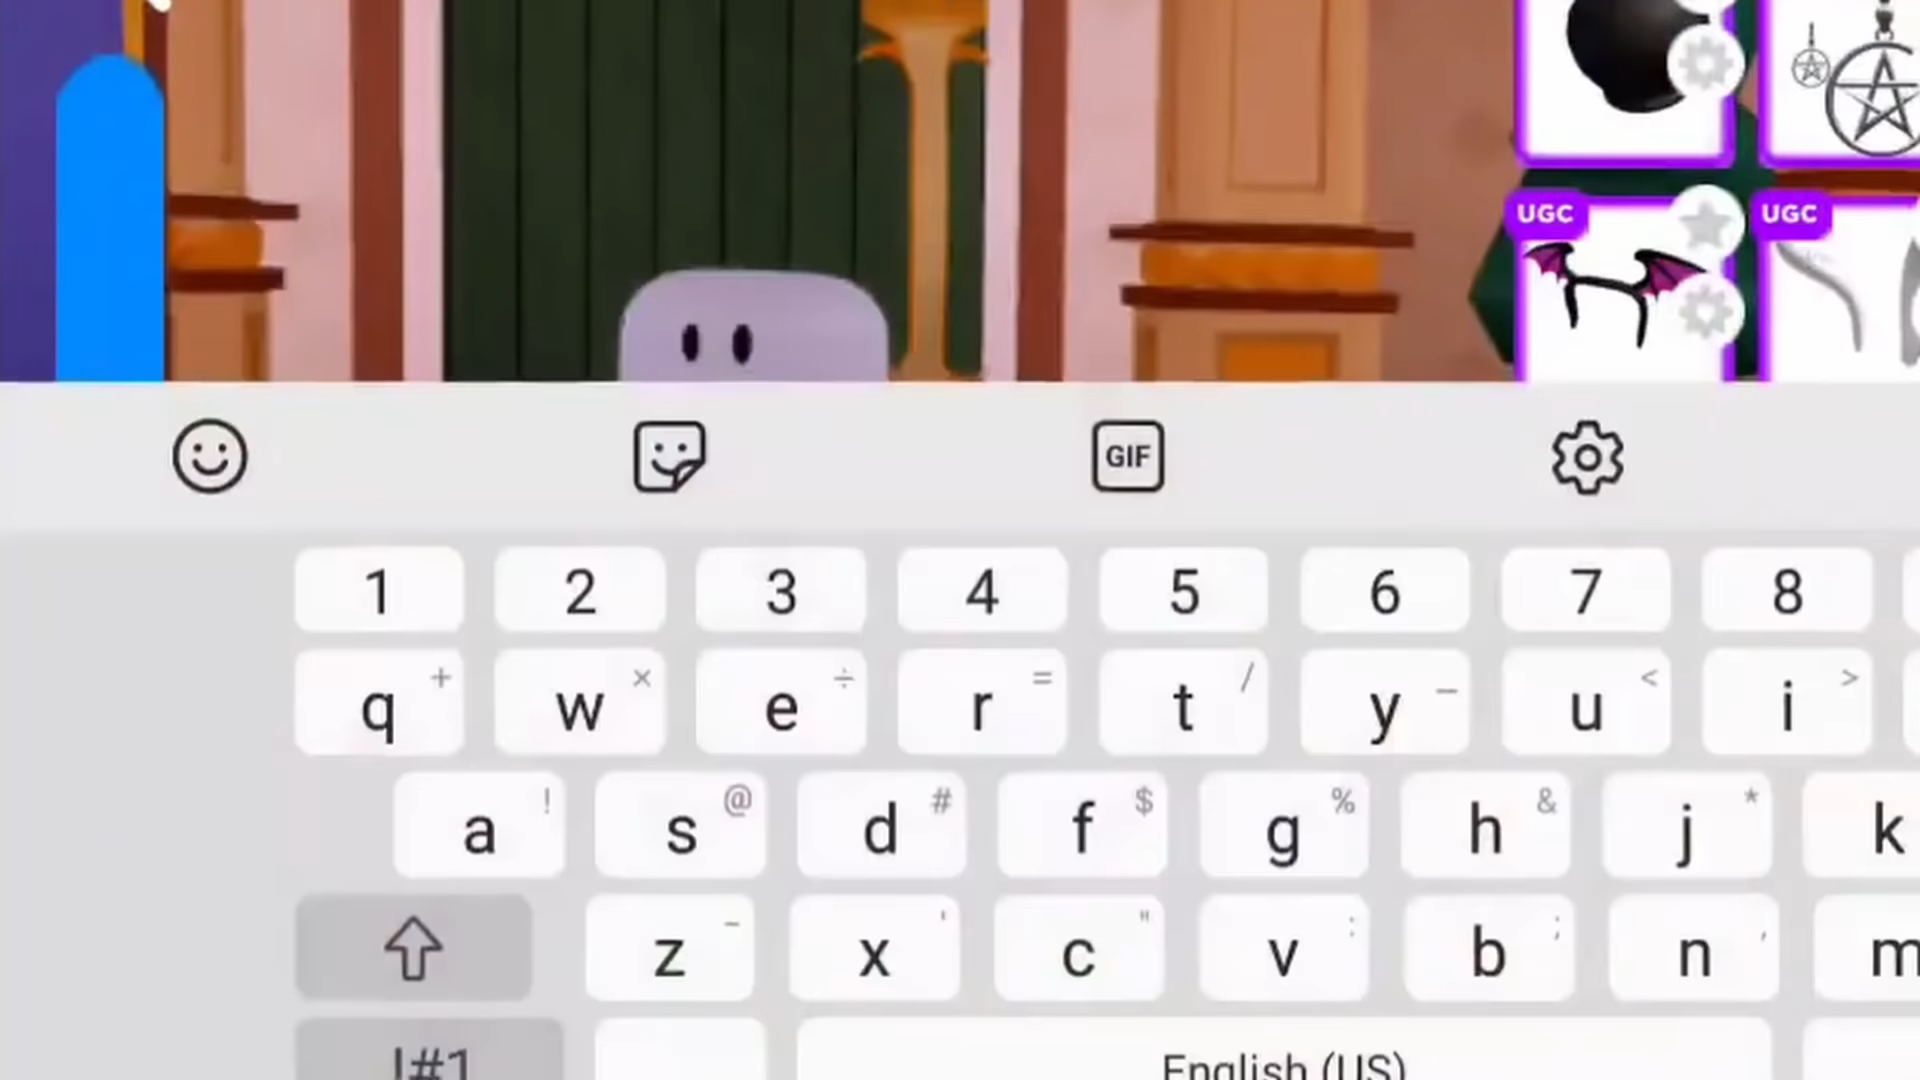 UGC UGC
GIF
1 2 3 4 5 6 7 8
q + w × e ÷ r = t / y _ u < i >
a ! s @ d # f $ g % h & j * k
z - x ' c " v : b ; n , m
!#1 English (US)